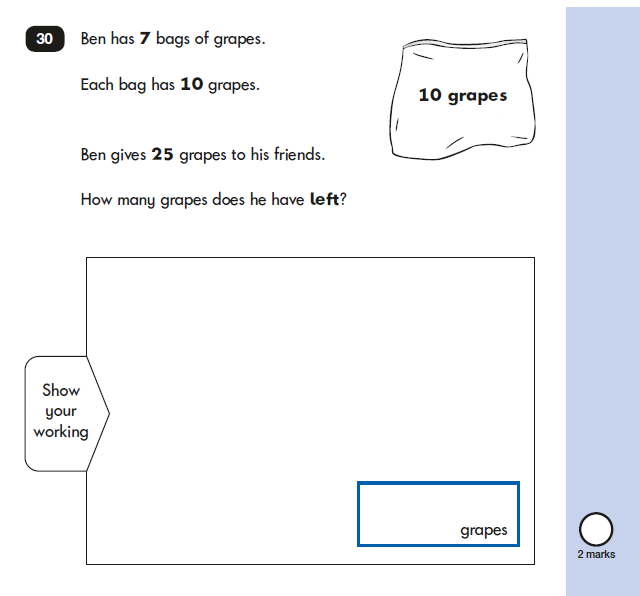 30
Ben has 7 bags of grapes.
Each bag has 10 grapes.
10 grapes
Ben gives 25 grapes to his friends.
How many grapes does he have left?
Show
your
working
grapes
2 marks